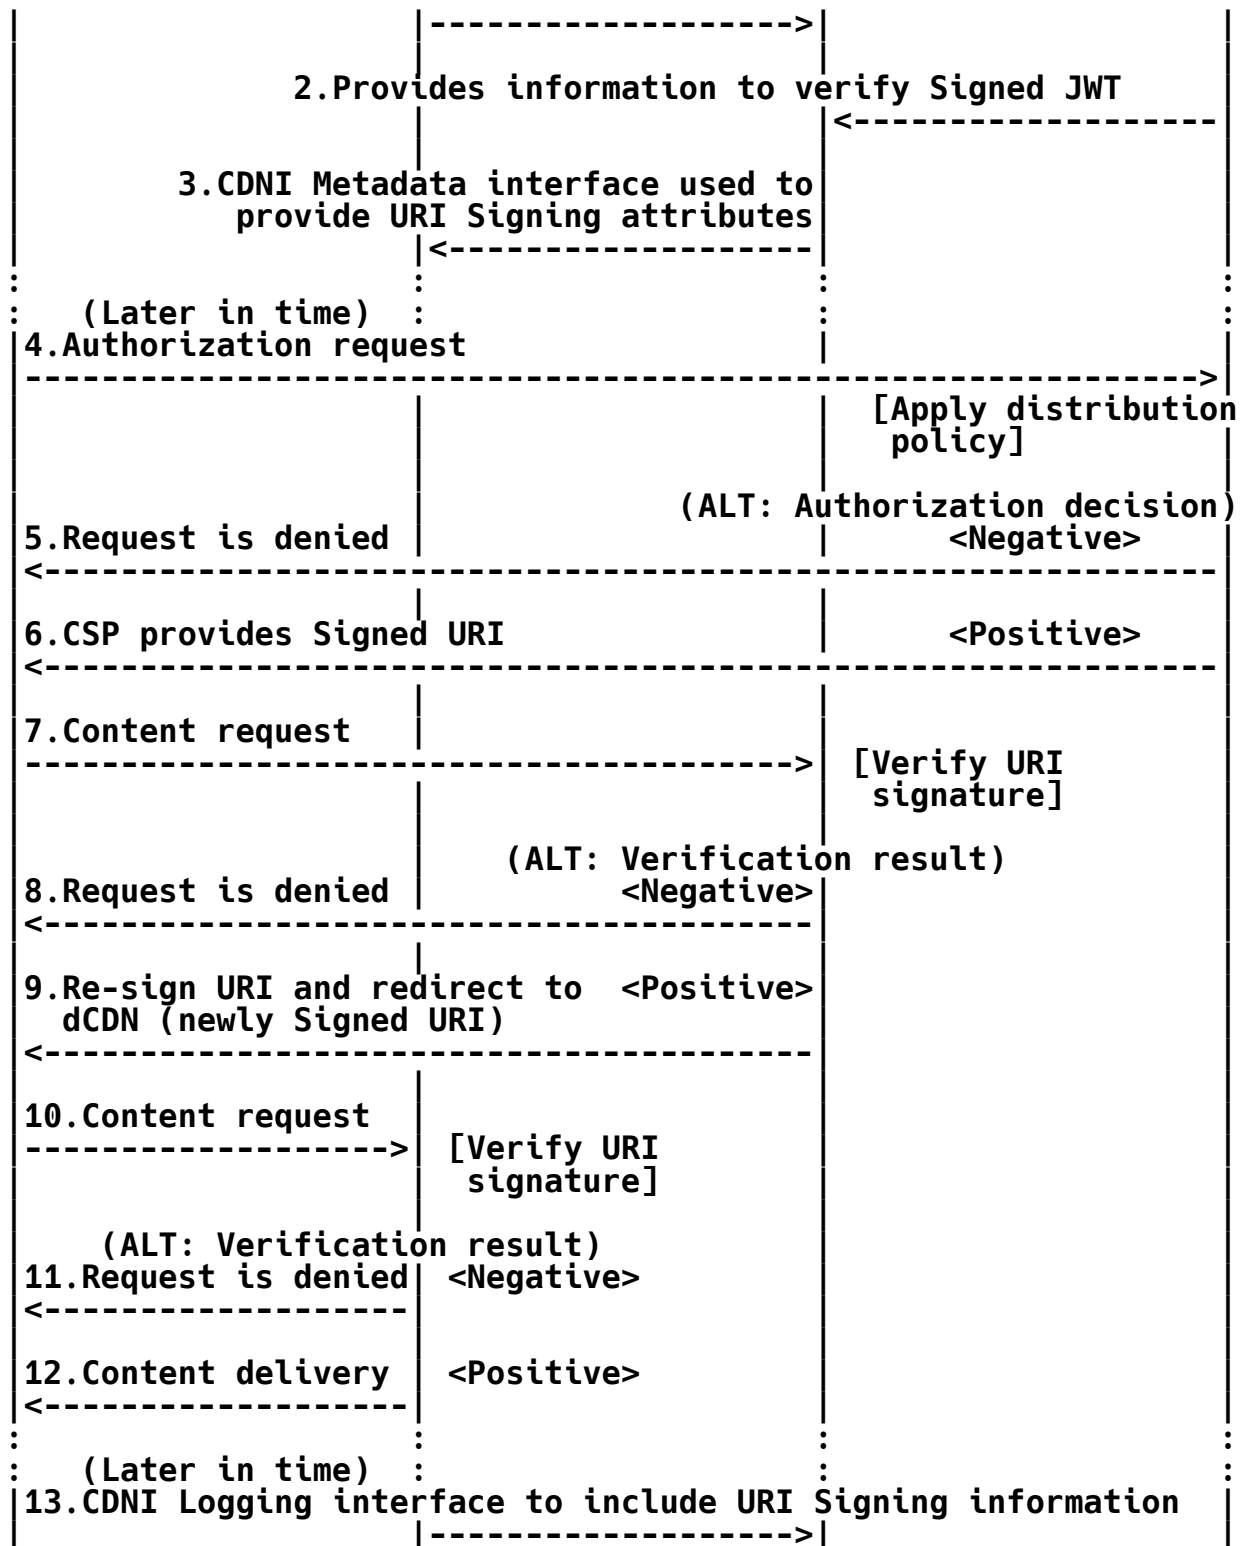 |                    |------------------->|                    |
|                    |                    |                    |
              2.Provides information to verify Signed JWT
|                    |                    |<-------------------|
|                    |                    |                    |
        3.CDNI Metadata interface used to|
           provide URI Signing attributes|
|                    |<-------------------|                    |
:                    :                    :                    :
:   (Later in time)  :                    :                    :
|4.Authorization request                  |                    |
|------------------------------------------------------------->|
|                    |                    |  [Apply distribution
|                    |                    |   policy]          |
|                    |                    |                    |
|                    |             (ALT: Authorization decision)
|5.Request is denied |                    |      <Negative>    |
|<-------------------------------------------------------------|
|                    |                    |                    |
|6.CSP provides Signed URI                |      <Positive>    |
|<-------------------------------------------------------------|
|                    |                    |                    |
|7.Content request   |                    |                    |
|---------------------------------------->| [Verify URI        |
|                    |                    |  signature]        |
|                    |                    |                    |
|                    |    (ALT: Verification result)           |
|8.Request is denied |          <Negative>|                    |
|<----------------------------------------|                    |
|                    |                    |                    |
|9.Re-sign URI and redirect to  <Positive>|                    |
|  dCDN (newly Signed URI)                |                    |
|<----------------------------------------|                    |
|                    |                    |                    |
|10.Content request  |                    |                    |
|------------------->| [Verify URI        |                    |
|                    |  signature]        |                    |
|                    |                    |                    |
|    (ALT: Verification result)           |                    |
|11.Request is denied| <Negative>         |                    |
|<-------------------|                    |                    |
|                    |                    |                    |
|12.Content delivery | <Positive>         |                    |
|<-------------------|                    |                    |
:                    :                    :                    :
:   (Later in time)  :                    :                    :
|13.CDNI Logging interface to include URI Signing information  |
|                    |------------------->|                    |